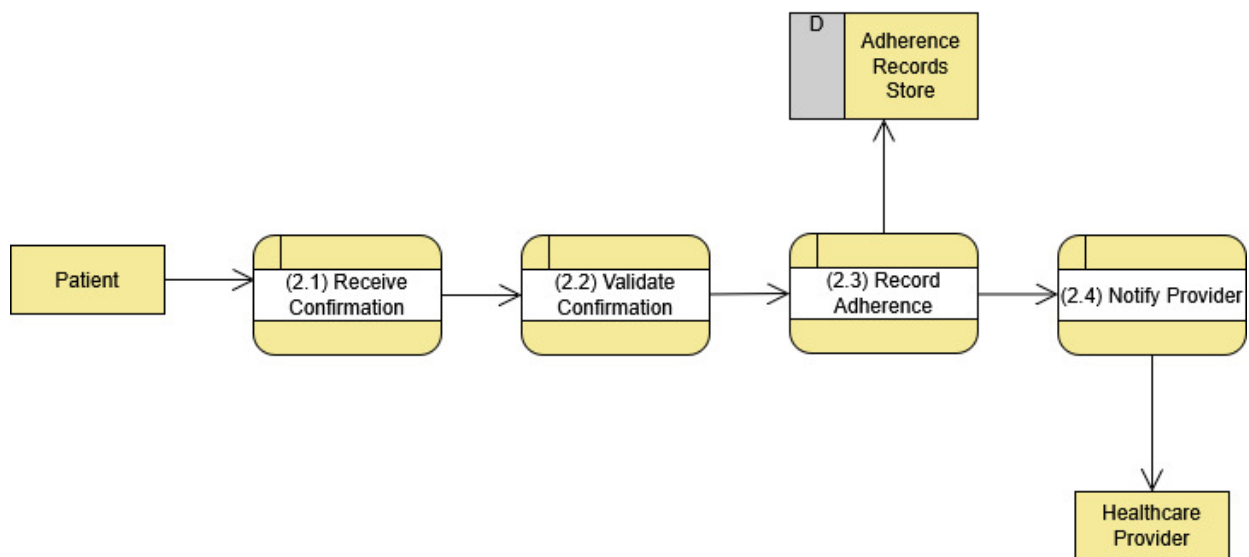 D
Adherence
Records
Store
Patient
(2.1) Receive
Confirmation
(2.2) Validate
Confirmation
(2.3) Record
Adherence
(2.4) Notify Provider
Healthcare
Provider